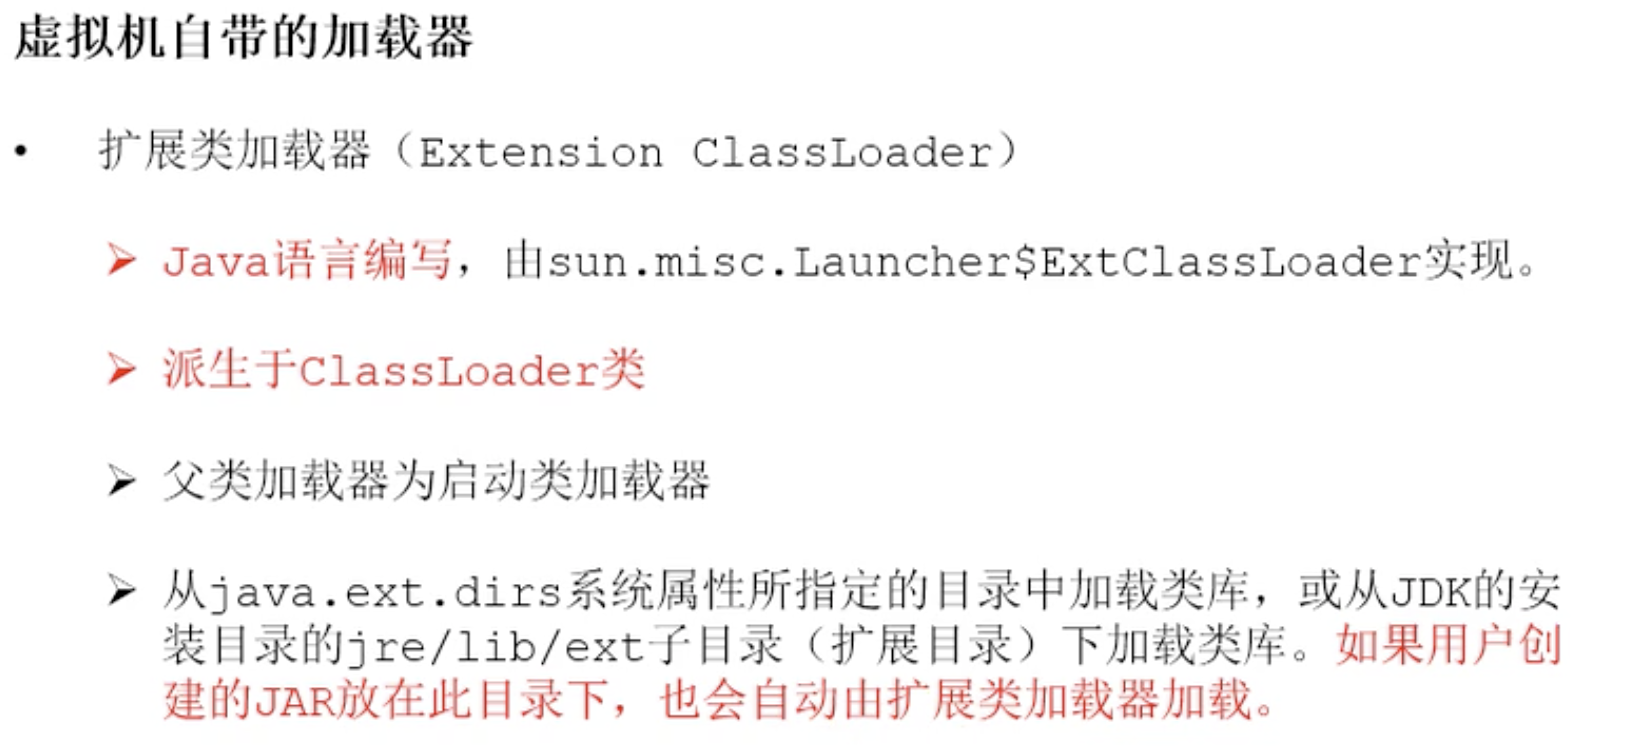 虚拟机自带的加载器
• 扩展类加载器（Extension ClassLoader）
➢ Java语言编写，由sun.misc.Launcher$ExtClassLoader实现。
➢ 派生于ClassLoader类
➢ 父类加载器为启动类加载器
➢ 从java.ext.dirs系统属性所指定的目录中加载类库，或从JDK的安
装目录的jre/lib/ext子目录（扩展目录）下加载类库。如果用户创
建的JAR放在此目录下，也会自动由扩展类加载器加载。